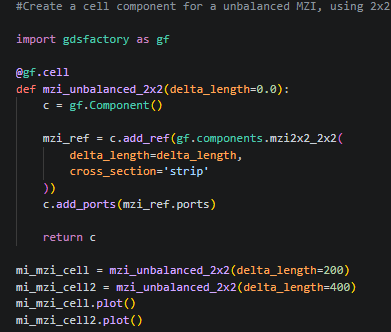 #Create a cell component for a unbalanced MZI, using 2x2
import gdsfactory as gf
@gf.cell
def mzi_unbalanced_2x2(delta_length=0.0):
    c = gf.Component()
    mzi_ref = c.add_ref(gf.components.mzi2x2_2x2(
        delta_length=delta_length,
        cross_section='strip'
    ))
    c.add_ports(mzi_ref.ports)
    return c
mi_mzi_cell = mzi_unbalanced_2x2(delta_length=200)
mi_mzi_cell2 = mzi_unbalanced_2x2(delta_length=400)
mi_mzi_cell.plot()
mi_mzi_cell2.plot()